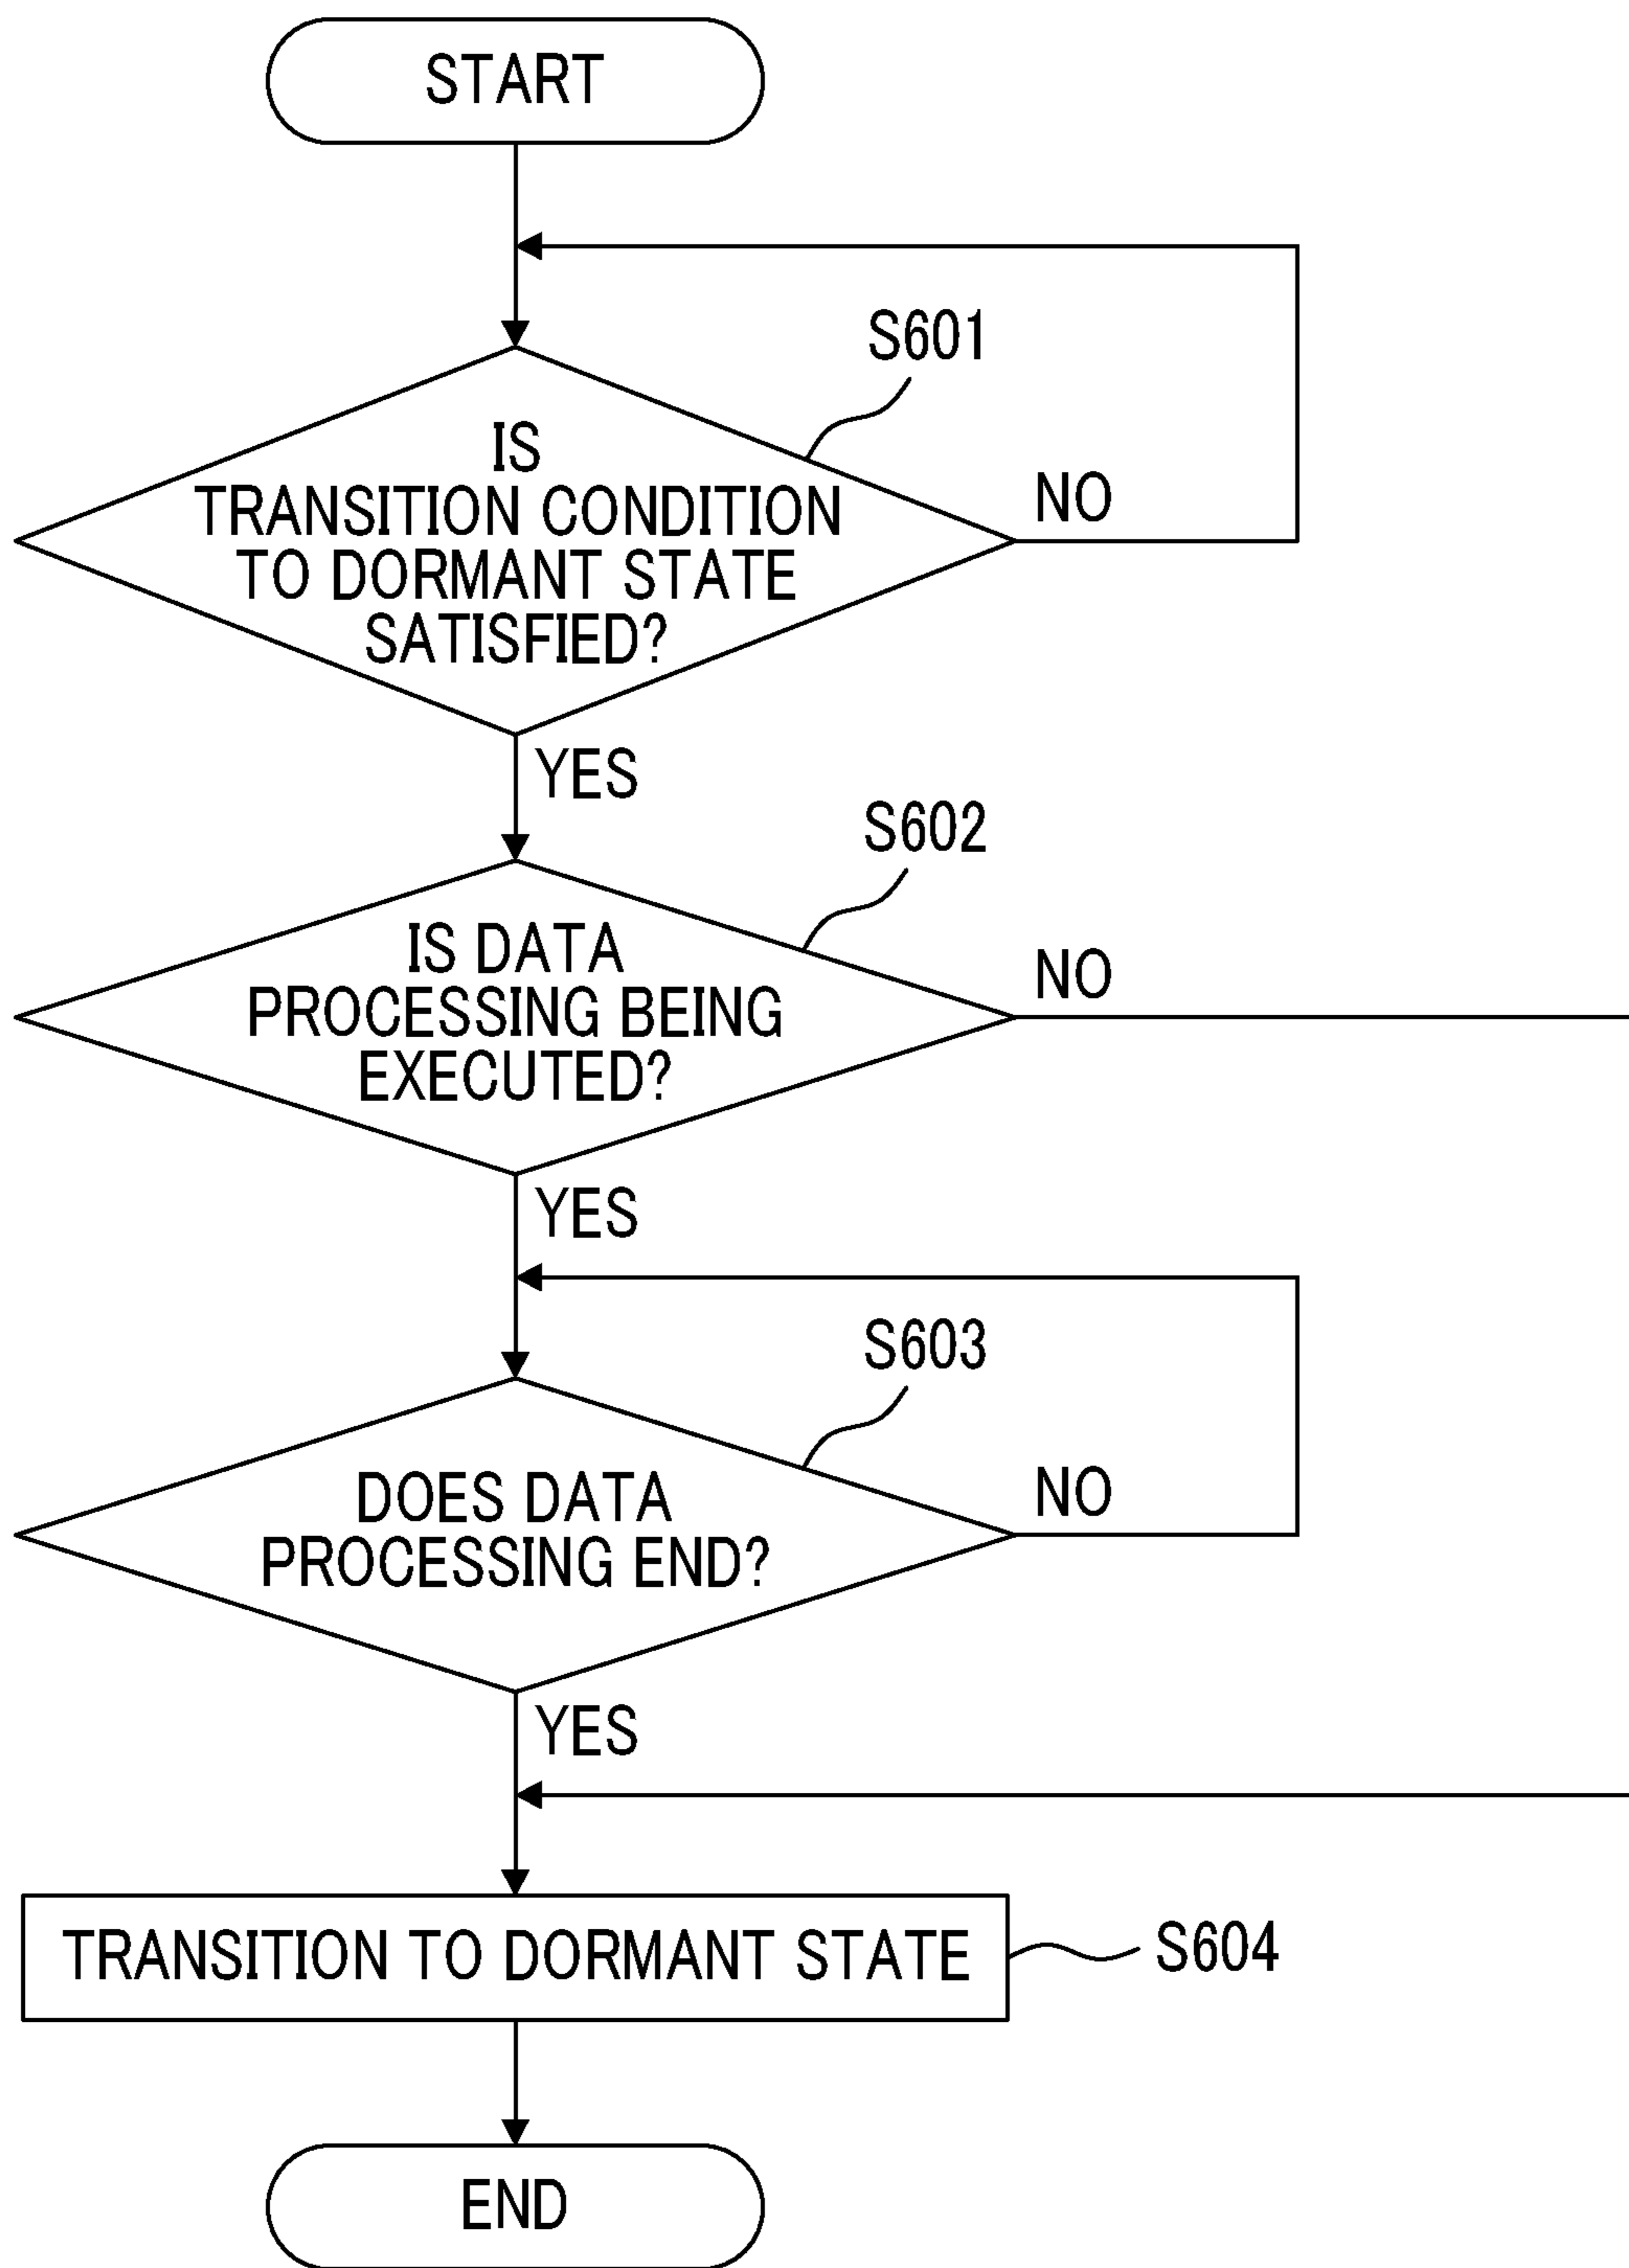 START
S601
IS
TRANSITION CONDITION
TO DORMANT STATE
SATISFIED?
NO
YES
S602
IS DATA
PROCESSING BEING
EXECUTED?
NO
YES
S603
DOES DATA
PROCESSING END?
NO
YES
TRANSITION TO DORMANT STATE
S604
END